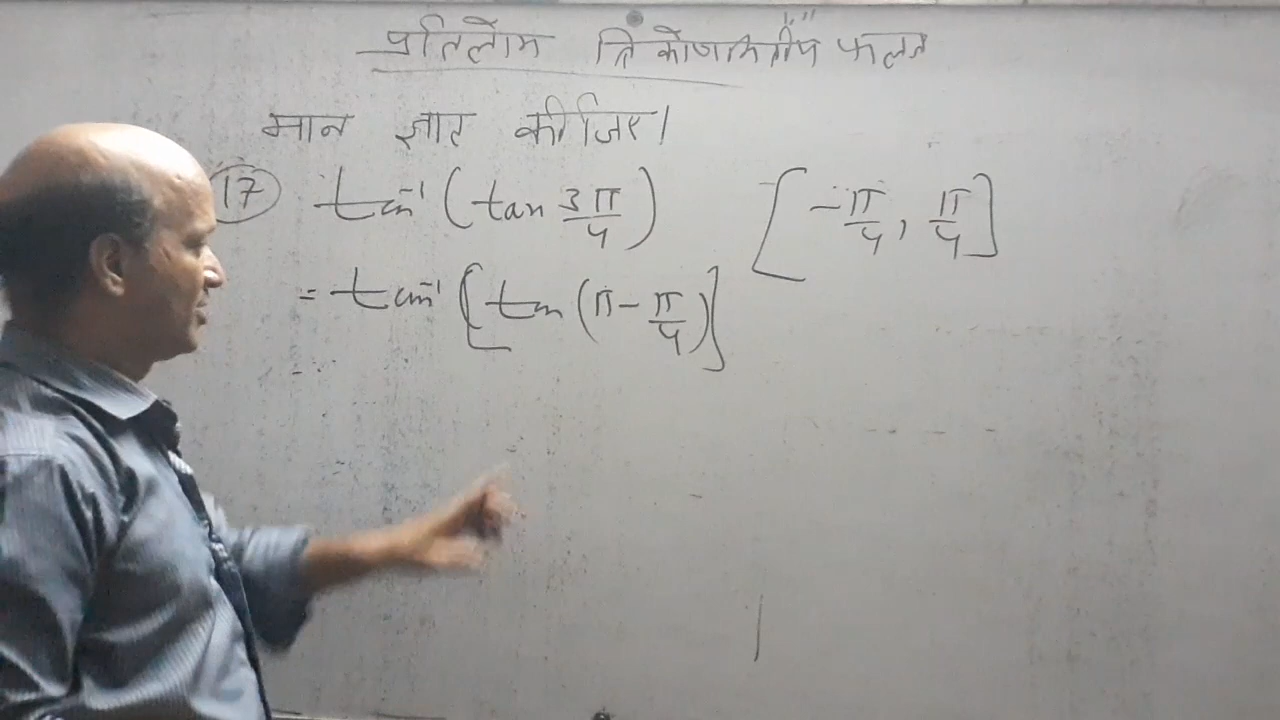 प्रतिलोम त्रिकोणमितीय फलन
मान ज्ञात कीजिए।
17 tan⁻¹(tan 3π/4) [-π/4, π/4]
= tan⁻¹[tan(π - π/4)]